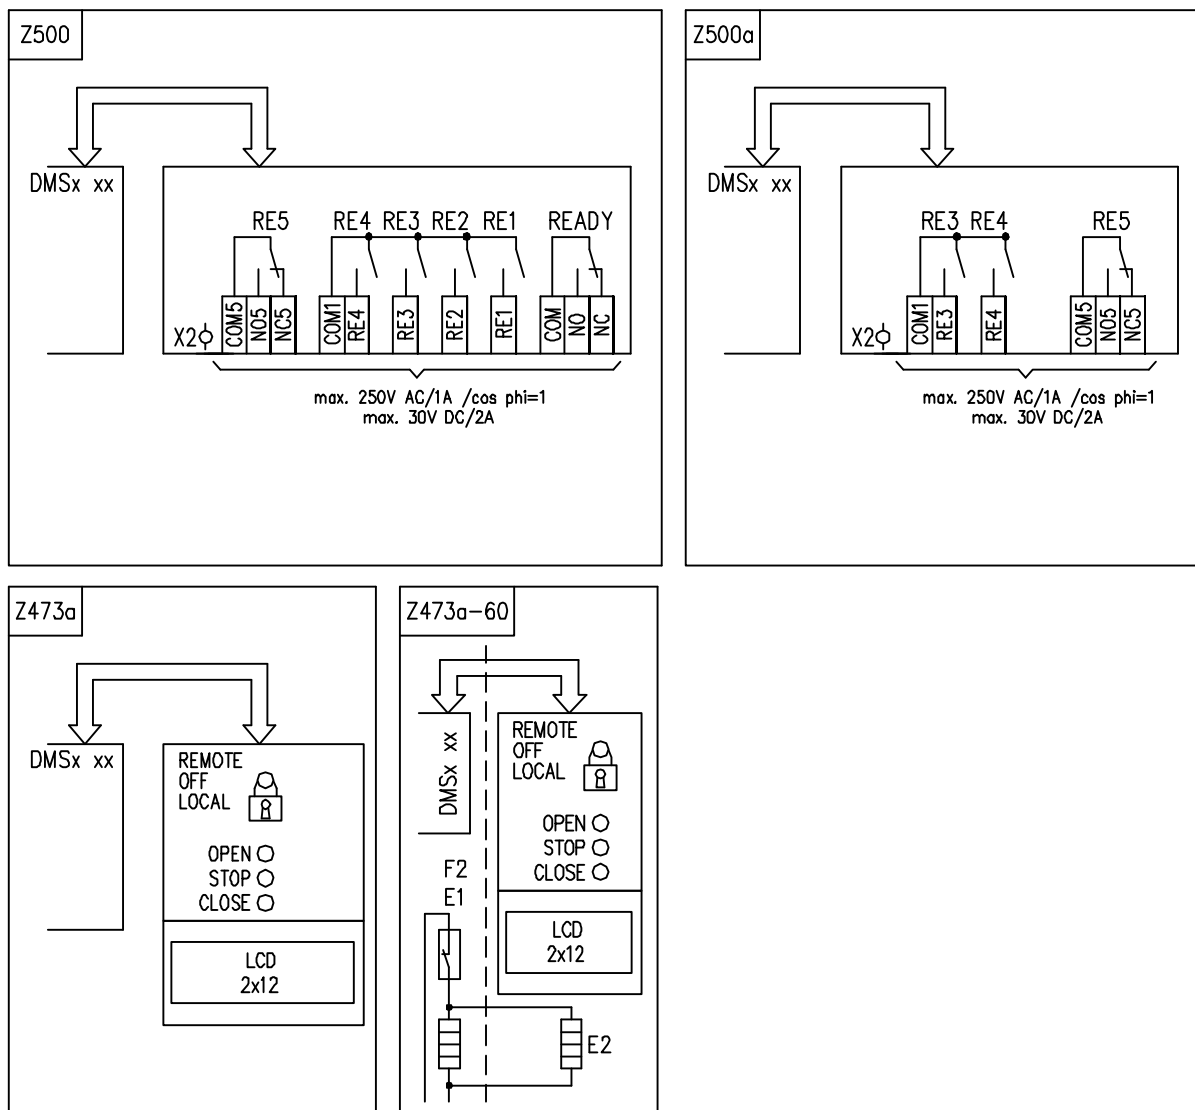 Z500
DMSx xx
RE5 RE4 RE3 RE2 RE1 READY
X2 COM5 NO5 NC5 COM1 RE4 RE3 RE2 RE1 COM NO NC
max. 250V AC/1A /cos phi=1
max. 30V DC/2A
Z500a
DMSx xx
RE3 RE4 RE5
X2 COM1 RE3 RE4 COM5 NO5 NC5
max. 250V AC/1A /cos phi=1
max. 30V DC/2A
Z473a
DMSx xx
REMOTE
OFF
LOCAL
OPEN
STOP
CLOSE
LCD
2x12
Z473a-60
DMSx xx
REMOTE
OFF
LOCAL
OPEN
STOP
CLOSE
F2
E1
LCD
2x12
E2